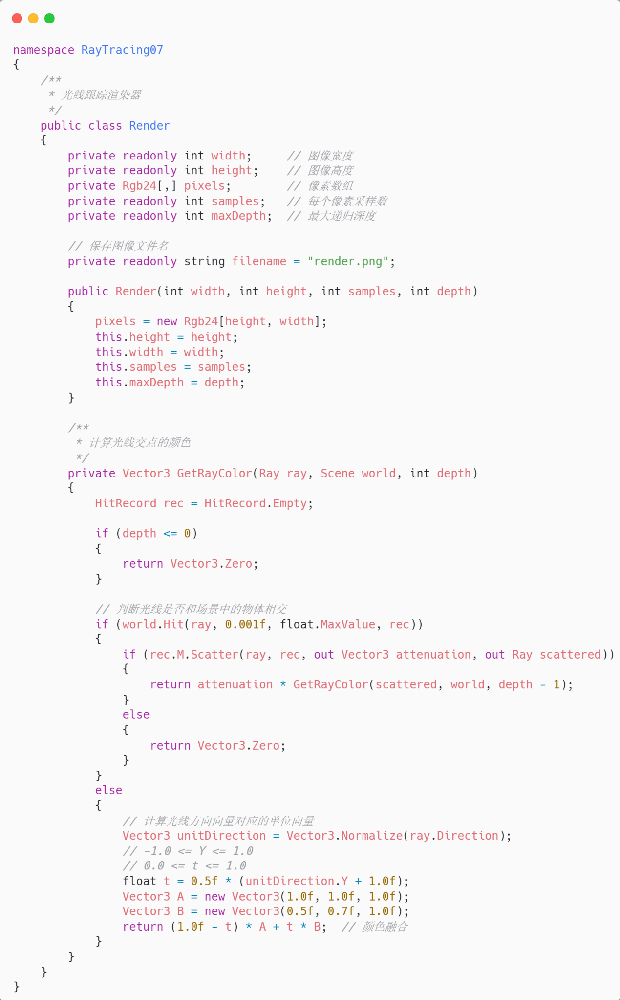 namespace RayTracing07
{
    /**
     * 光线跟踪渲染器
     */
    public class Render
    {
        private readonly int width;     // 图像宽度
        private readonly int height;    // 图像高度
        private Rgb24[,] pixels;        // 像素数组
        private readonly int samples;   // 每个像素采样数
        private readonly int maxDepth;  // 最大递归深度

        // 保存图像文件名
        private readonly string filename = "render.png";

        public Render(int width, int height, int samples, int depth)
        {
            pixels = new Rgb24[height, width];
            this.height = height;
            this.width = width;
            this.samples = samples;
            this.maxDepth = depth;
        }

        /**
         * 计算光线交点的颜色
         */
        private Vector3 GetRayColor(Ray ray, Scene world, int depth)
        {
            HitRecord rec = HitRecord.Empty;

            if (depth <= 0)
            {
                return Vector3.Zero;
            }

            // 判断光线是否和场景中的物体相交
            if (world.Hit(ray, 0.001f, float.MaxValue, rec))
            {
                if (rec.M.Scatter(ray, rec, out Vector3 attenuation, out Ray scattered))
                {
                    return attenuation * GetRayColor(scattered, world, depth - 1);
                }
                else
                {
                    return Vector3.Zero;
                }
            }
            else
            {
                // 计算光线方向向量对应的单位向量
                Vector3 unitDirection = Vector3.Normalize(ray.Direction);
                // -1.0 <= Y <= 1.0
                // 0.0 <= t <= 1.0
                float t = 0.5f * (unitDirection.Y + 1.0f);
                Vector3 A = new Vector3(1.0f, 1.0f, 1.0f);
                Vector3 B = new Vector3(0.5f, 0.7f, 1.0f);
                return (1.0f - t) * A + t * B;  // 颜色融合
            }
        }
    }
}